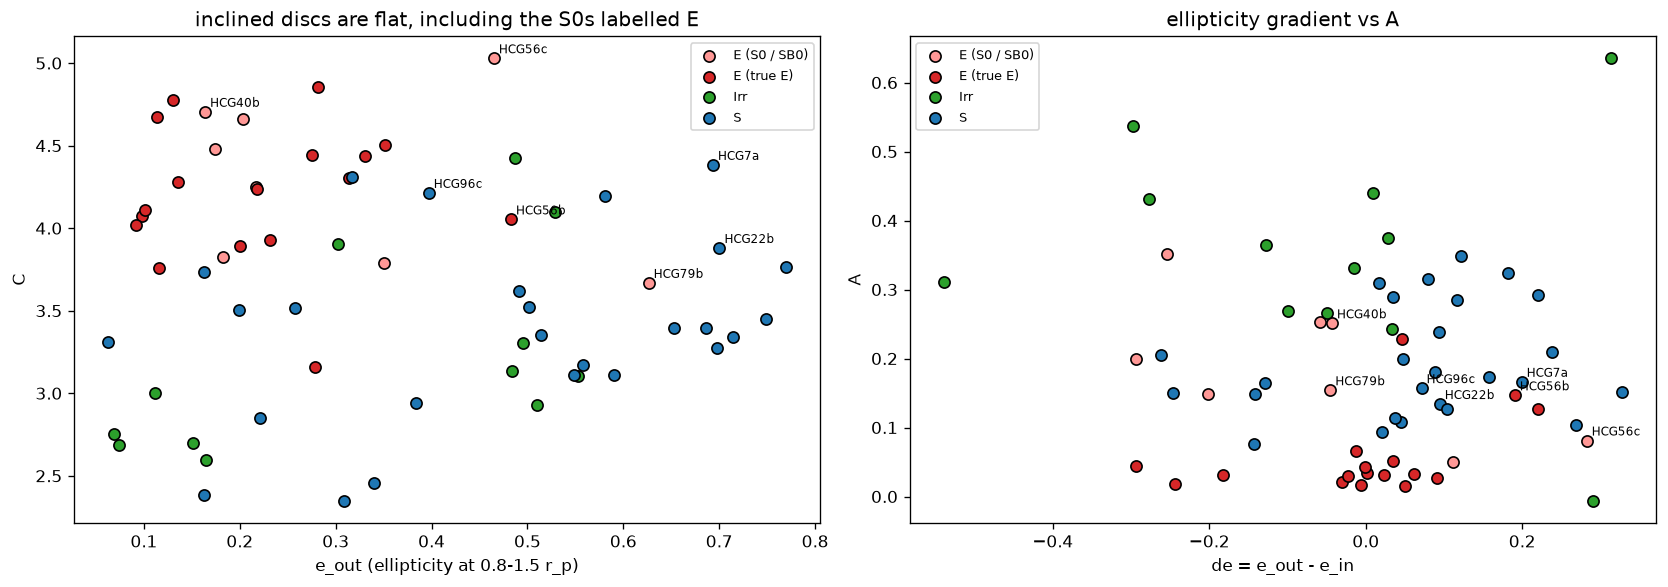 inclined discs are flat, including the S0s labelled E
C
5.0
4.5
4.0
3.5
3.0
2.5
0.1
0.2
0.3
0.4
0.5
0.6
0.7
0.8
e_out (ellipticity at 0.8-1.5 r_p)
E (S0 / SB0)
E (true E)
Irr
S
HCG56c
HCG40b
HCG7a
HCG96c
HCG56b
HCG22b
HCG79b
ellipticity gradient vs A
A
0.6
0.5
0.4
0.3
0.2
0.1
0.0
−0.4
−0.2
0.0
0.2
de = e_out - e_in
E (S0 / SB0)
E (true E)
Irr
S
HCG40b
HCG79b
HCG7a
HCG96c
HCG56b
HCG22b
HCG56c